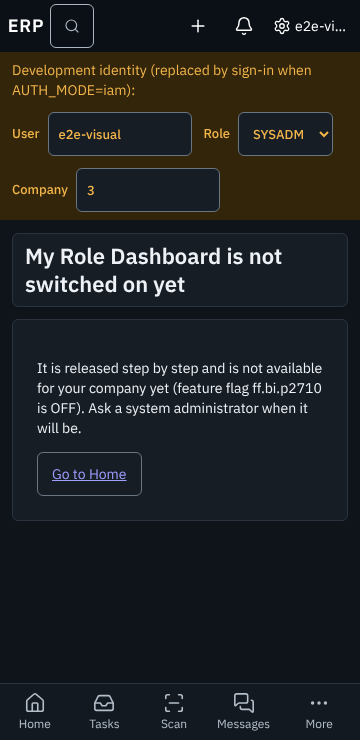 ERP
e2e-vi...
Development identity (replaced by sign-in when
AUTH_MODE=iam):
User e2e-visual Role SYSADM
Company 3
My Role Dashboard is not
switched on yet
It is released step by step and is not available
for your company yet (feature flag ff.bi.p2710
is OFF). Ask a system administrator when it
will be.
Go to Home
Home Tasks Scan Messages More